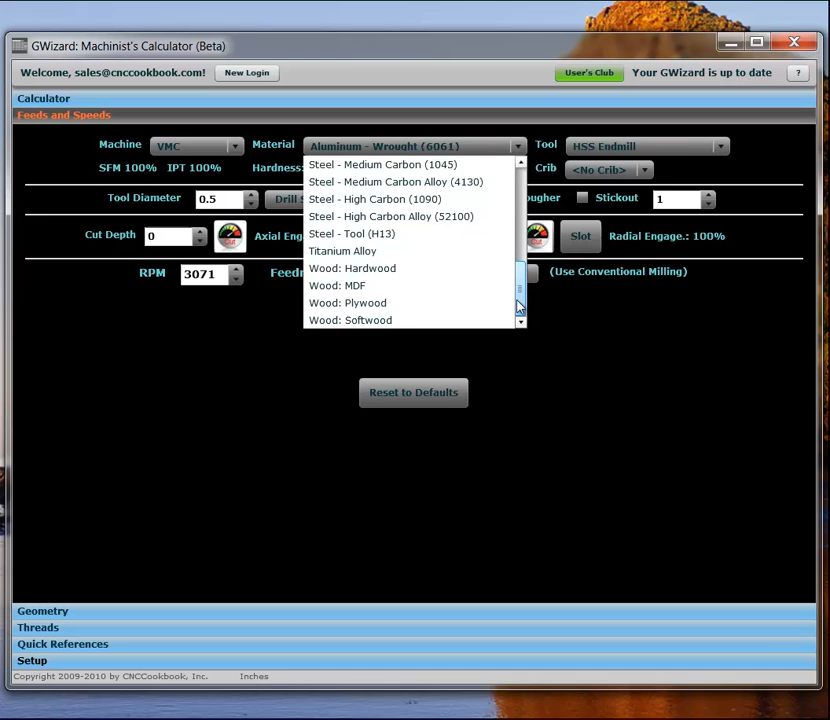 GWizard: Machinist's Calculator (Beta)
Welcome, sales@cnccookbook.com! New Login User's Club Your GWizard is up to date ?
Calculator
Feeds and Speeds
Machine VMC Material Aluminum - Wrought (6061) Tool HSS Endmill
SFM 100% IPT 100% Hardness: Crib <No Crib>
Steel - Medium Carbon (1045)
Steel - Medium Carbon Alloy (4130)
Steel - High Carbon (1090)
Steel - High Carbon Alloy (52100)
Steel - Tool (H13)
Titanium Alloy
Wood: Hardwood
Wood: MDF
Wood: Plywood
Wood: Softwood
Tool Diameter 0.5 Drill Stickout 1
Cut Depth 0 Cut Slot Radial Engage.: 100%
RPM 3071 (Use Conventional Milling)
Reset to Defaults
Geometry
Threads
Quick References
Setup
Copyright 2009-2010 by CNCCookbook, Inc. Inches